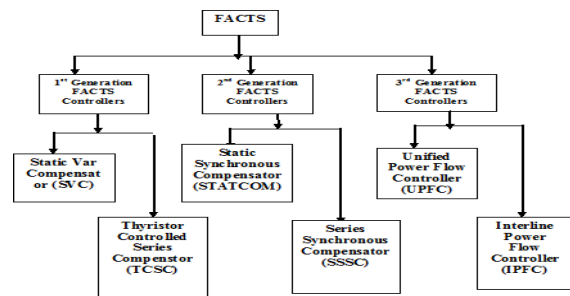 FACTS
1st Generation
FACTS
Controllers
2nd Generation
FACTS
Controllers
3rd Generation
FACTS
Controllers
Static Var
Compensat
or (SVC)
Static
Synchronous
Compensator
(STATCOM)
Unified
Power Flow
Controller
(UPFC)
Thyristor
Controlled
Series
Compenstor
(TCSC)
Series
Synchronous
Compensator
(SSSC)
Interline
Power
Flow
Controller
(IPFC)